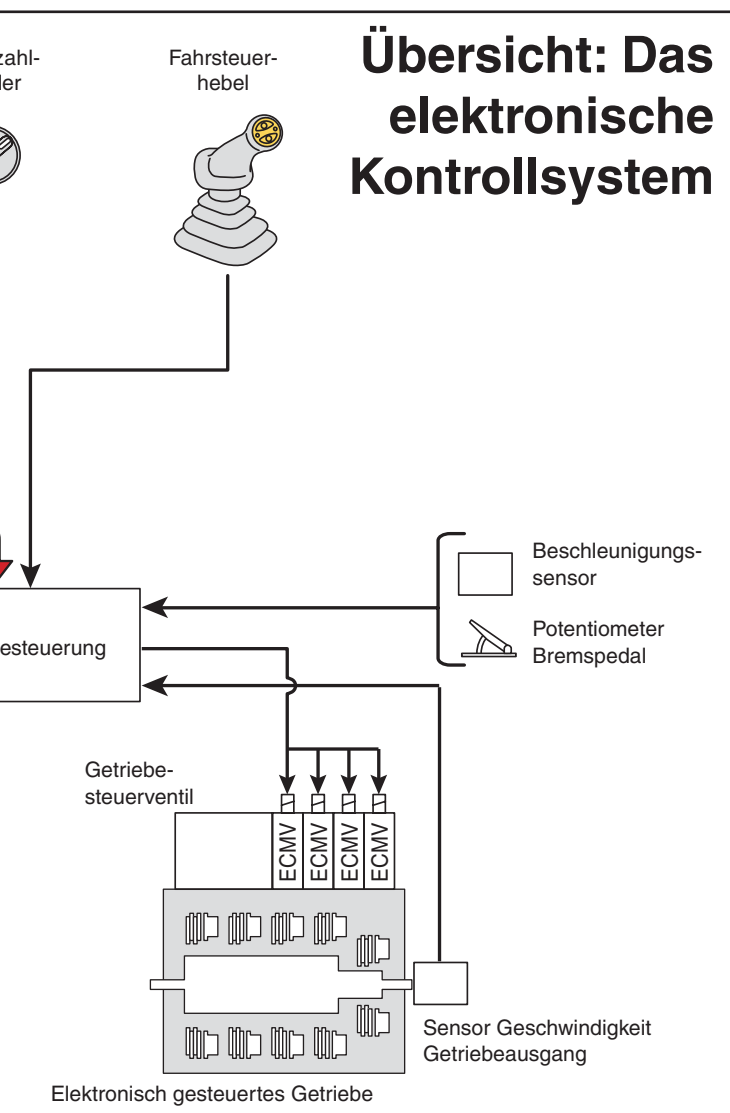 Übersicht: Das
elektronische
Kontrollsystem
zahl-
ler
Fahrsteuer-
hebel
Beschleunigungs-
sensor
Potentiometer
Bremspedal
esteuerung
Getriebe-
steuerventil
ECMV
ECMV
ECMV
ECMV
Sensor Geschwindigkeit
Getriebeausgang
Elektronisch gesteuertes Getriebe